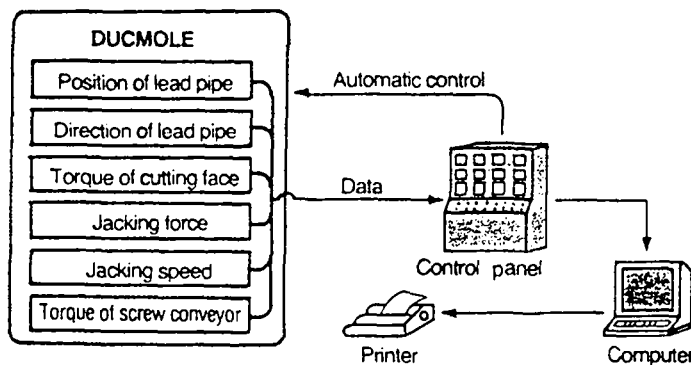 DUCMOLE
Position of lead pipe
Direction of lead pipe
Torque of cutting face
Jacking force
Jacking speed
Torque of screw conveyor
Automatic control
Data
Control panel
Printer
Computer